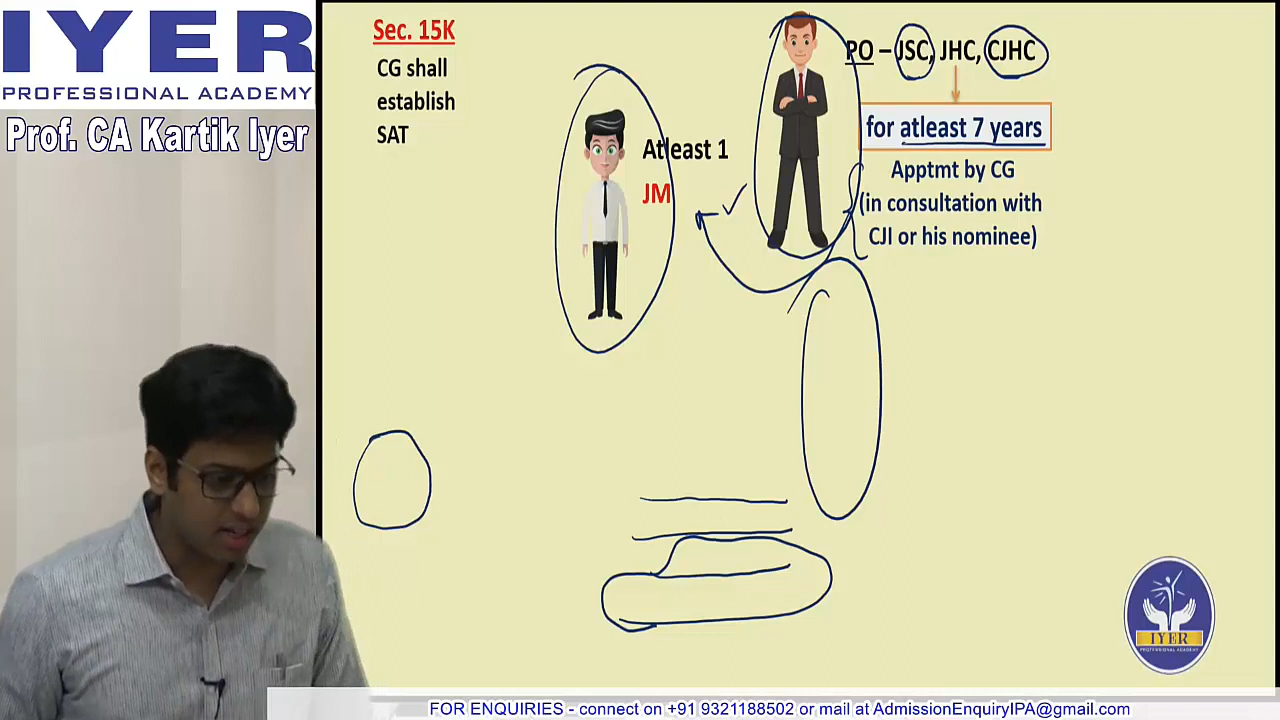 IYER
PROFESSIONAL ACADEMY
Prof. CA Kartik Iyer
Sec. 15K
CG shall
establish
SAT
Atleast 1
JM
PO – JSC, JHC, CJHC
for atleast 7 years
Apptmt by CG
(in consultation with
CJI or his nominee)
IYER
PROFESSIONAL ACADEMY
FOR ENQUIRIES - connect on +91 9321188502 or mail at AdmissionEnquiryIPA@gmail.com